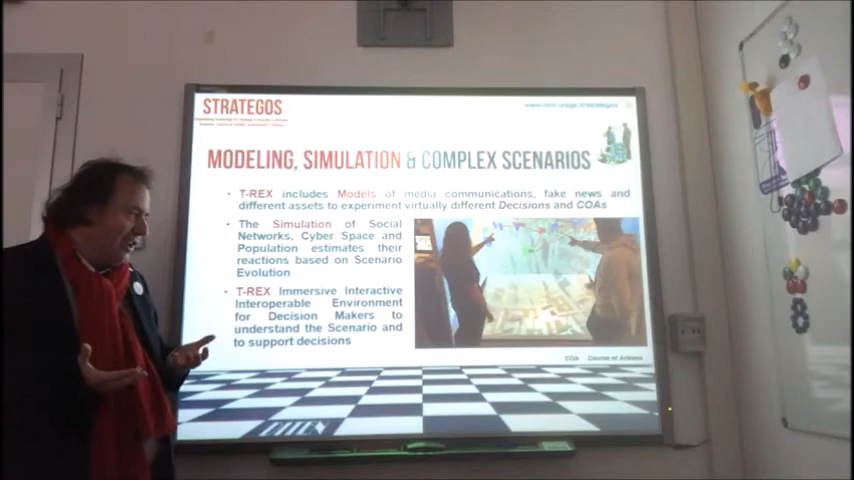 STRATEGOS
MODELING, SIMULATION & COMPLEX SCENARIOS
• T-REX includes Models of media communications, fake news and
different assets to experiment virtually different Decisions and COAs
• The Simulation of Social
Networks, Cyber Space and
Population estimates their
reactions based on Scenario
Evolution
• T-REX Immersive Interactive
Interoperable Environment
for Decision Makers to
understand the Scenario and
to support decisions
COA Course of Actions